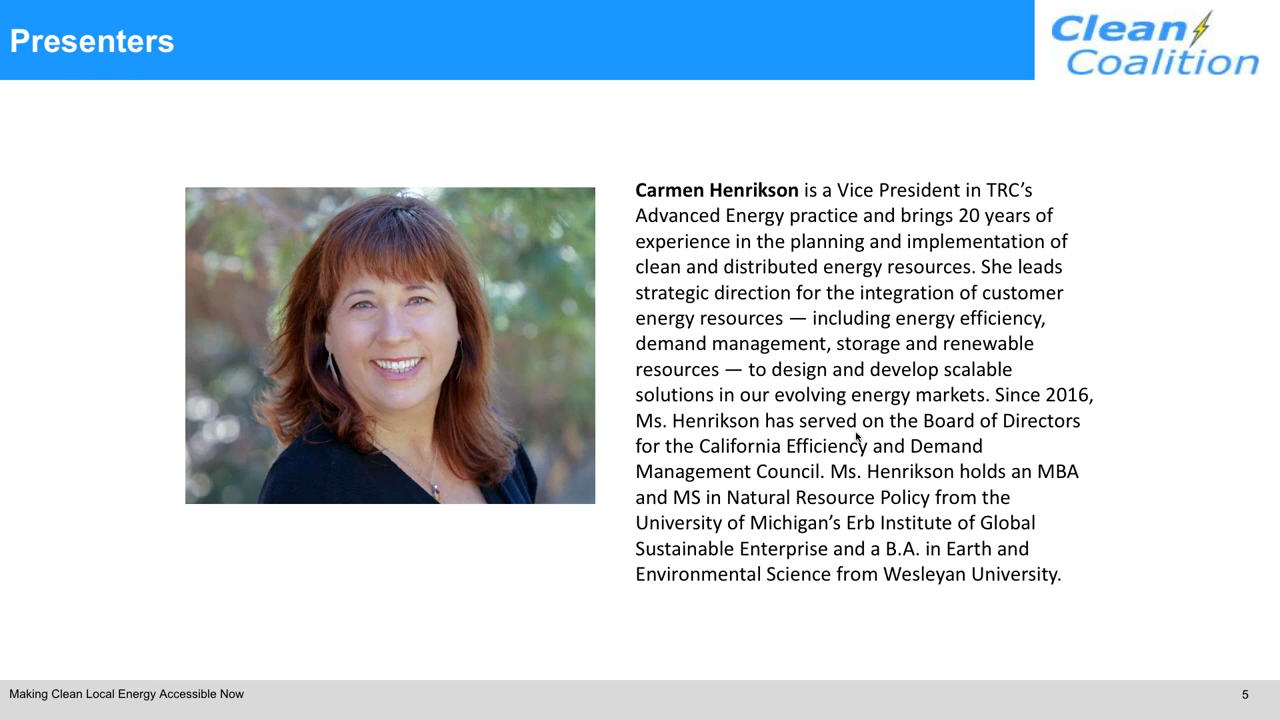 Presenters
Clean
Coalition
Carmen Henrikson is a Vice President in TRC’s
Advanced Energy practice and brings 20 years of
experience in the planning and implementation of
clean and distributed energy resources. She leads
strategic direction for the integration of customer
energy resources — including energy efficiency,
demand management, storage and renewable
resources — to design and develop scalable
solutions in our evolving energy markets. Since 2016,
Ms. Henrikson has served on the Board of Directors
for the California Efficiency and Demand
Management Council. Ms. Henrikson holds an MBA
and MS in Natural Resource Policy from the
University of Michigan’s Erb Institute of Global
Sustainable Enterprise and a B.A. in Earth and
Environmental Science from Wesleyan University.
Making Clean Local Energy Accessible Now
5